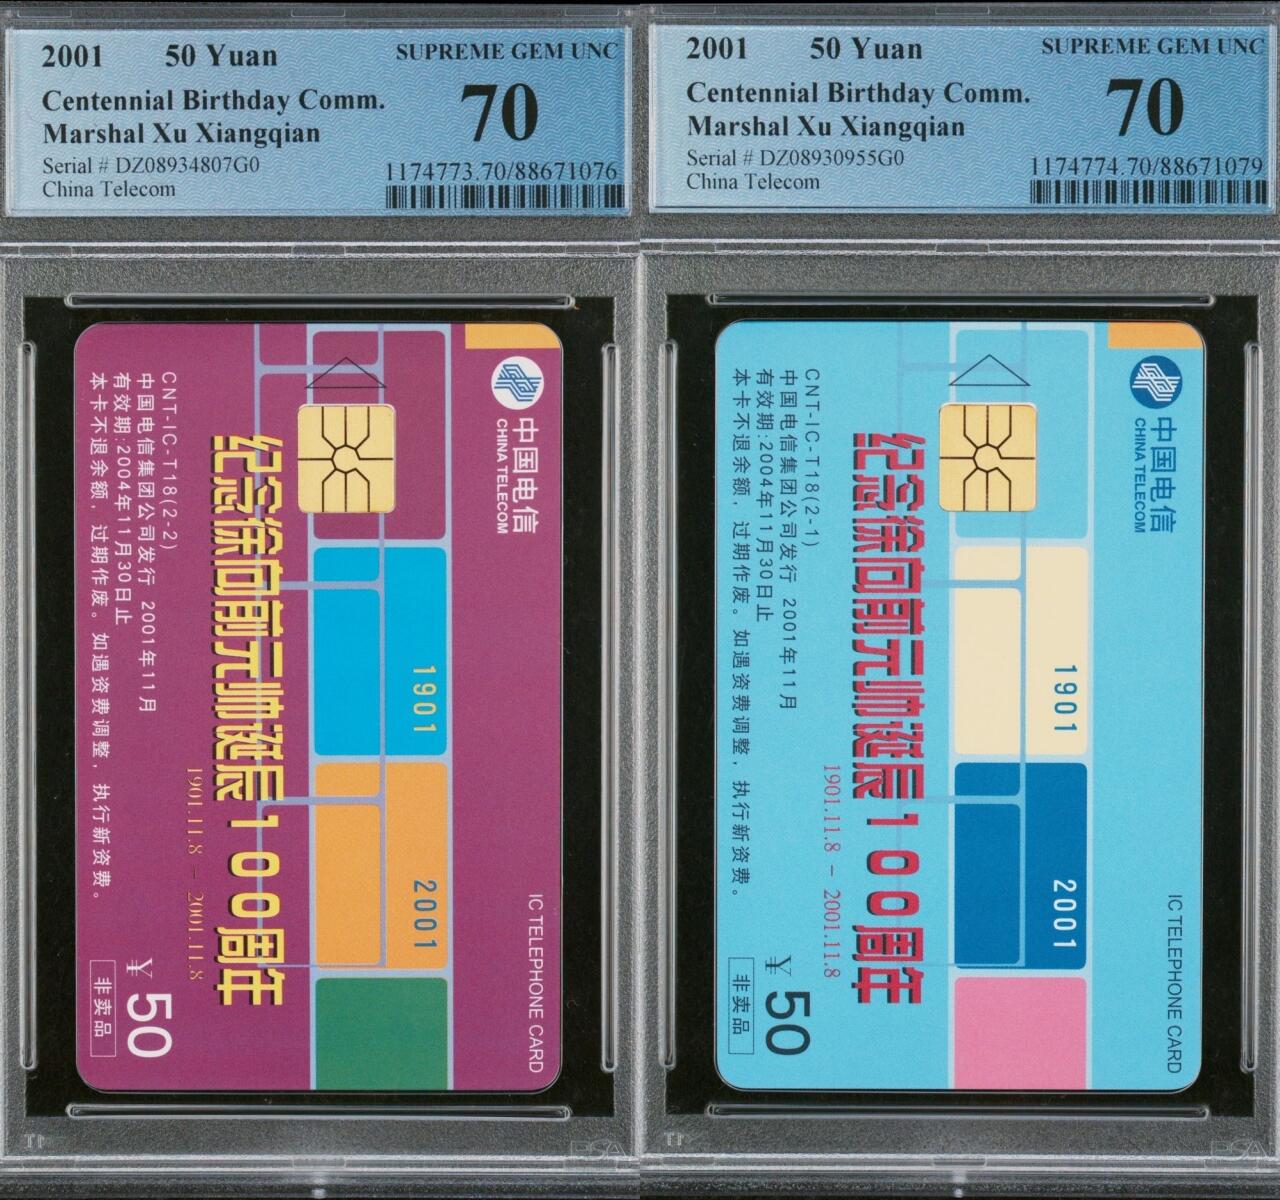 2001 50 Yuan
SUPREME GEM UNC
Centennial Birthday Comm.
Marshal Xu Xiangqian
70
Serial # DZ08934807G0
China Telecom
1174773.70/88671076
中国电信
CHINA TELECOM
IC TELEPHONE CARD
1901
2001
纪念徐向前元帅诞辰100周年
1901.11.8 - 2001.11.8
CNT-IC-T18(2-2)
中国电信集团公司发行 2001年11月
有效期:2004年11月30日止
本卡不退余额，过期作废。如遇资费调整，执行新资费。
¥ 50
非卖品
PSA
2001 50 Yuan
SUPREME GEM UNC
Centennial Birthday Comm.
Marshal Xu Xiangqian
70
Serial # DZ08930955G0
China Telecom
1174774.70/88671079
中国电信
CHINA TELECOM
IC TELEPHONE CARD
1901
2001
纪念徐向前元帅诞辰100周年
1901.11.8 - 2001.11.8
CNT-IC-T18(2-1)
中国电信集团公司发行 2001年11月
有效期:2004年11月30日止
本卡不退余额，过期作废。如遇资费调整，执行新资费。
¥ 50
非卖品
PSA